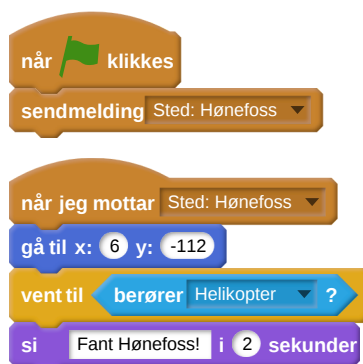 når klikkes
sendmelding Sted: Hønefoss
når jeg mottar Sted: Hønefoss
gå til x: 6 y: -112
vent til berører Helikopter ?
si Fant Hønefoss! i 2 sekunder